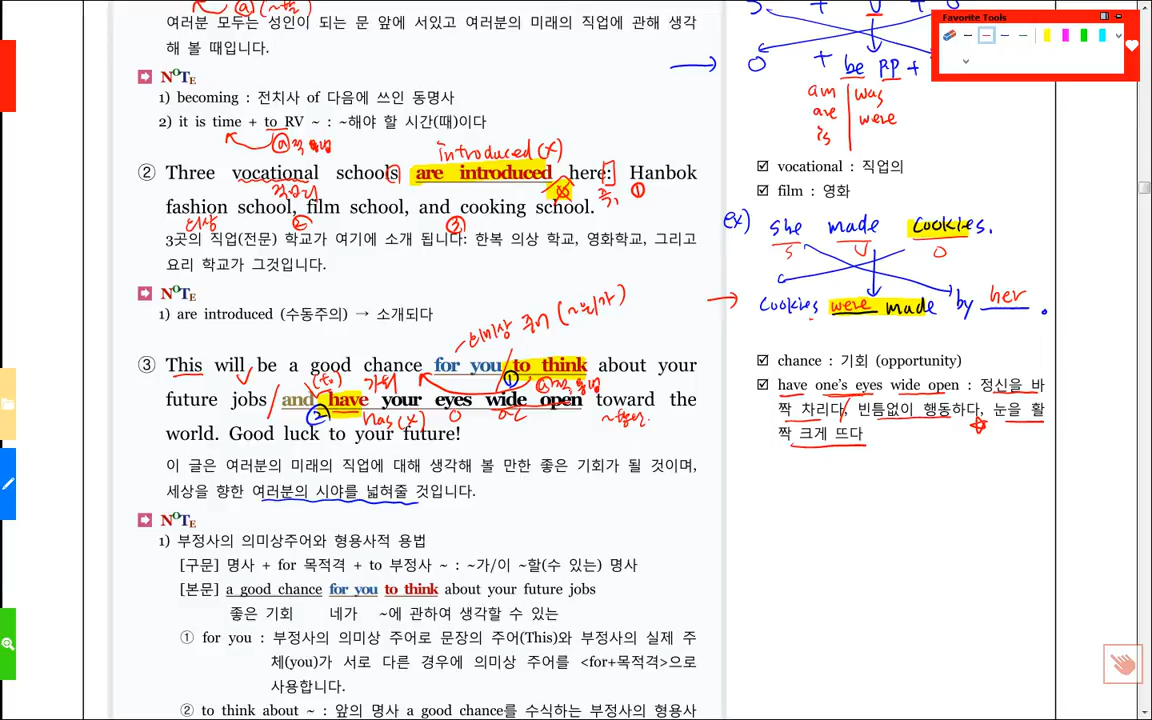 여러분 모두는 성인이 되는 문 앞에 서있고 여러분의 미래의 직업에 관해 생각
해 볼 때입니다.
NOTE
1) becoming : 전치사 of 다음에 쓰인 동명사
2) it is time + to RV ~ : ~해야 할 시간(때)이다
introduced (x)
② Three vocational schools are introduced here: Hanbok
fashion school, film school, and cooking school.
의상 ② ③
3곳의 직업(전문) 학교가 여기에 소개 됩니다: 한복 의상 학교, 영화학교, 그리고
요리 학교가 그것입니다.
NOTE
1) are introduced (수동주의) → 소개되다
의미상 주어
③ This will be a good chance for you to think about your
future jobs and have your eyes wide open toward the
has (x) O O·C
world. Good luck to your future!
이 글은 여러분의 미래의 직업에 대해 생각해 볼 만한 좋은 기회가 될 것이며,
세상을 향한 여러분의 시야를 넓혀줄 것입니다.
NOTE
1) 부정사의 의미상주어와 형용사적 용법
[구문] 명사 + for 목적격 + to 부정사 ~ : ~가/이 ~할(수 있는) 명사
[본문] a good chance for you to think about your future jobs
좋은 기회 네가 ~에 관하여 생각할 수 있는
① for you : 부정사의 의미상 주어로 문장의 주어(This)와 부정사의 실제 주
체(you)가 서로 다른 경우에 의미상 주어를 <for+목적격>으로
사용합니다.
② to think about ~ : 앞의 명사 a good chance를 수식하는 부정사의 형용사
Favorite Tools
O + be PP +
am was
are were
is
vocational : 직업의
film : 영화
ex) she made cookies.
S V O
cookies were made by her.
chance : 기회 (opportunity)
have one's eyes wide open : 정신을 바
짝 차리다, 빈틈없이 행동하다, 눈을 활
짝 크게 뜨다